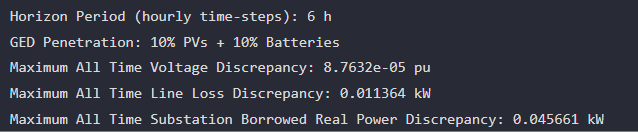 Horizon Period (hourly time-steps): 6 h
GED Penetration: 10% PVs + 10% Batteries
Maximum All Time Voltage Discrepancy: 8.7632e-05 pu
Maximum All Time Line Loss Discrepancy: 0.011364 kW
Maximum All Time Substation Borrowed Real Power Discrepancy: 0.045661 kW